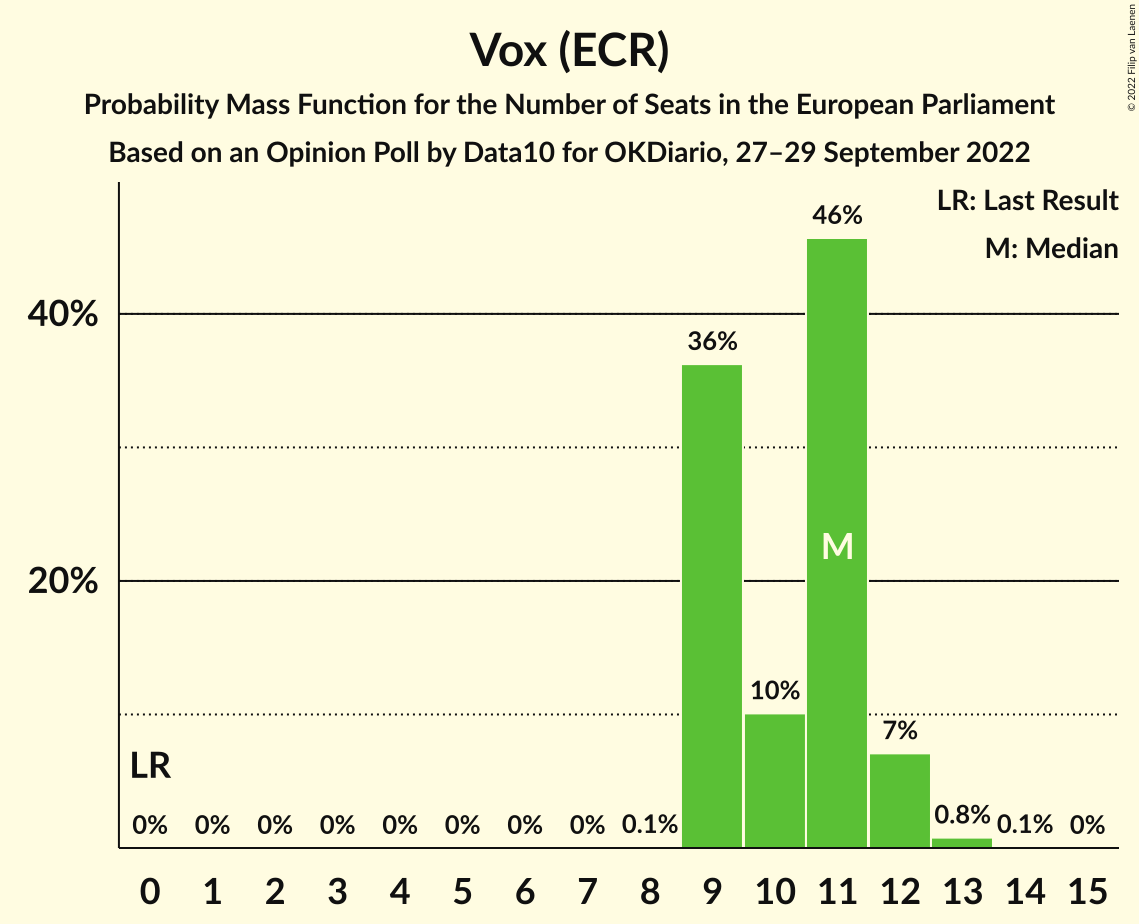 Vox (ECR)
Probability Mass Function for the Number of Seats in the European Parliament
Based on an Opinion Poll by Data10 for OKDiario, 27–29 September 2022
© 2022 Filip van Laenen
LR: Last Result
M: Median
46%
40%
36%
M
20%
10%
7%
LR
0% 0% 0% 0% 0% 0% 0% 0% 0.1% 0.8% 0.1% 0%
0 1 2 3 4 5 6 7 8 9 10 11 12 13 14 15